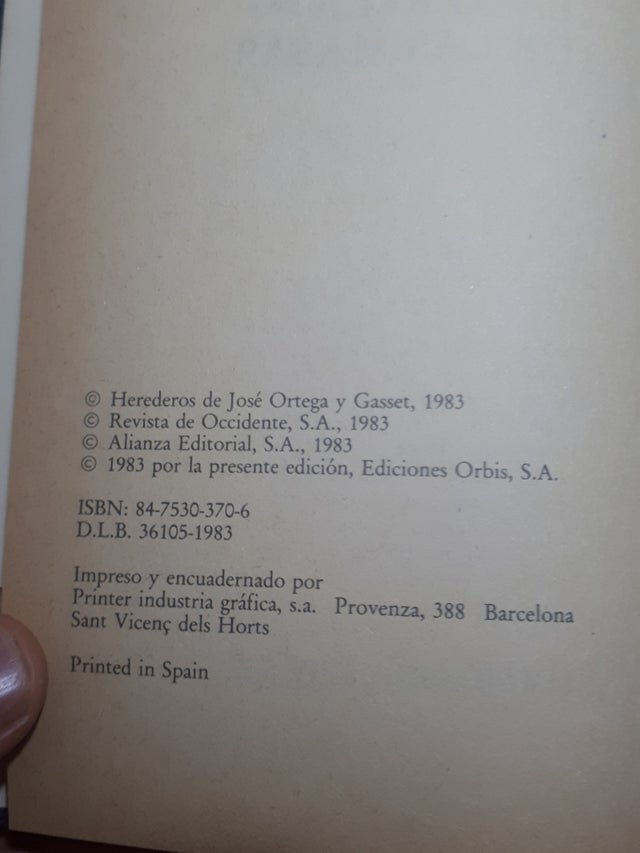 © Herederos de José Ortega y Gasset, 1983
© Revista de Occidente, S.A., 1983
© Alianza Editorial, S.A., 1983
© 1983 por la presente edición, Ediciones Orbis, S.A.
ISBN: 84-7530-370-6
D.L.B. 36105-1983
Impreso y encuadernado por
Printer industria gráfica, s.a. Provenza, 388 Barcelona
Sant Vicenç dels Horts
Printed in Spain